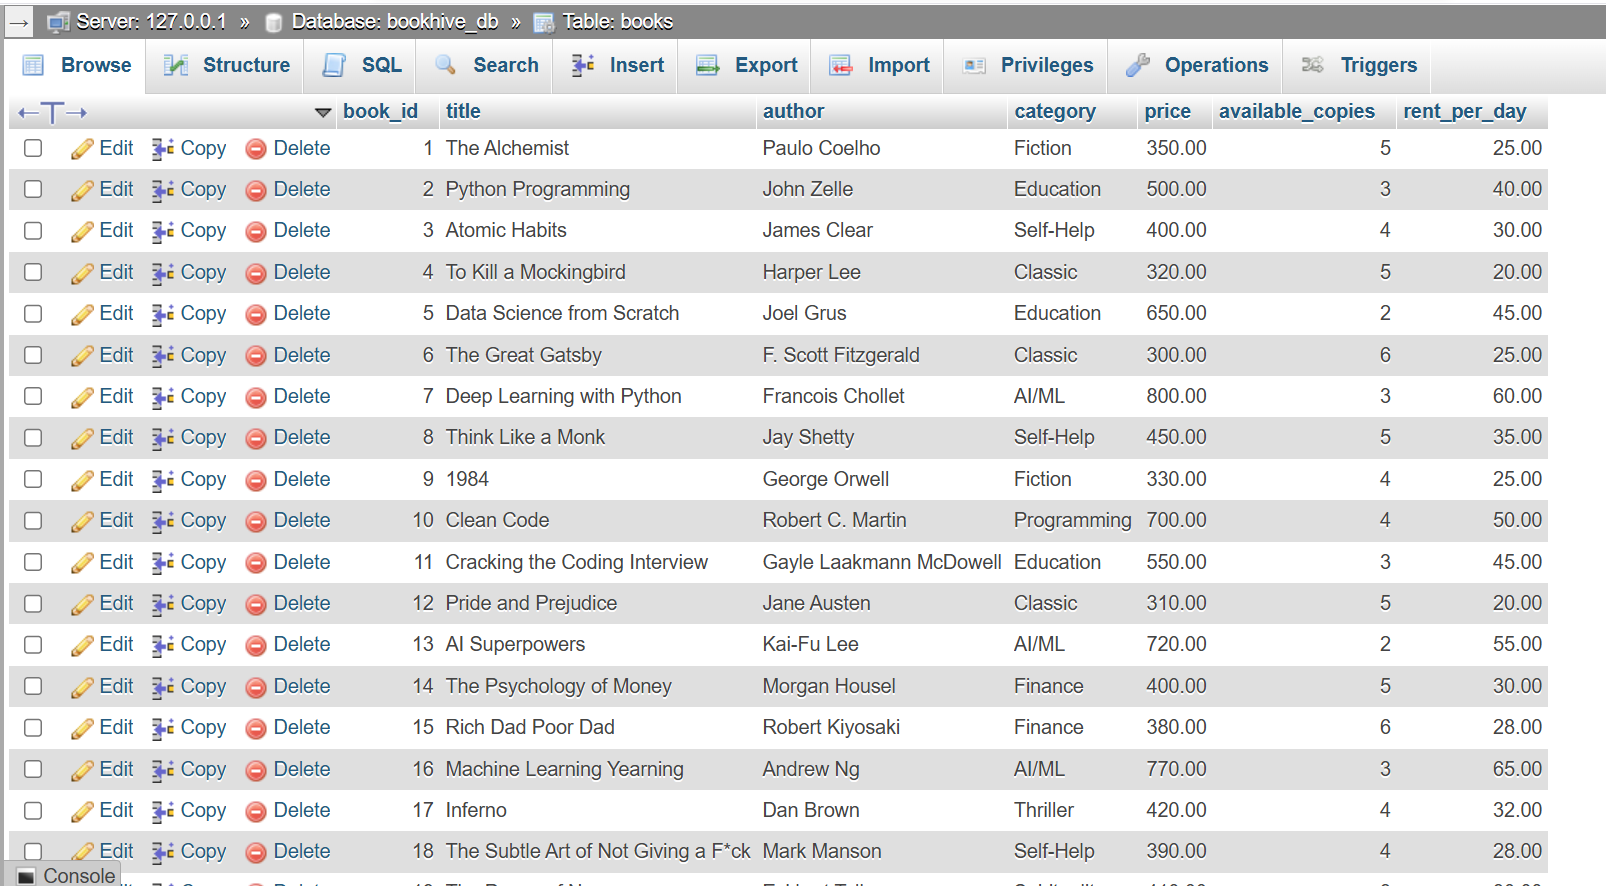 Server: 127.0.0.1 » Database: bookhive_db » Table: books
Browse Structure SQL Search Insert Export Import Privileges Operations Triggers
book_id title author category price available_copies rent_per_day
Edit Copy Delete 1 The Alchemist Paulo Coelho Fiction 350.00 5 25.00
Edit Copy Delete 2 Python Programming John Zelle Education 500.00 3 40.00
Edit Copy Delete 3 Atomic Habits James Clear Self-Help 400.00 4 30.00
Edit Copy Delete 4 To Kill a Mockingbird Harper Lee Classic 320.00 5 20.00
Edit Copy Delete 5 Data Science from Scratch Joel Grus Education 650.00 2 45.00
Edit Copy Delete 6 The Great Gatsby F. Scott Fitzgerald Classic 300.00 6 25.00
Edit Copy Delete 7 Deep Learning with Python Francois Chollet AI/ML 800.00 3 60.00
Edit Copy Delete 8 Think Like a Monk Jay Shetty Self-Help 450.00 5 35.00
Edit Copy Delete 9 1984 George Orwell Fiction 330.00 4 25.00
Edit Copy Delete 10 Clean Code Robert C. Martin Programming 700.00 4 50.00
Edit Copy Delete 11 Cracking the Coding Interview Gayle Laakmann McDowell Education 550.00 3 45.00
Edit Copy Delete 12 Pride and Prejudice Jane Austen Classic 310.00 5 20.00
Edit Copy Delete 13 AI Superpowers Kai-Fu Lee AI/ML 720.00 2 55.00
Edit Copy Delete 14 The Psychology of Money Morgan Housel Finance 400.00 5 30.00
Edit Copy Delete 15 Rich Dad Poor Dad Robert Kiyosaki Finance 380.00 6 28.00
Edit Copy Delete 16 Machine Learning Yearning Andrew Ng AI/ML 770.00 3 65.00
Edit Copy Delete 17 Inferno Dan Brown Thriller 420.00 4 32.00
Edit Copy Delete 18 The Subtle Art of Not Giving a F*ck Mark Manson Self-Help 390.00 4 28.00
Console